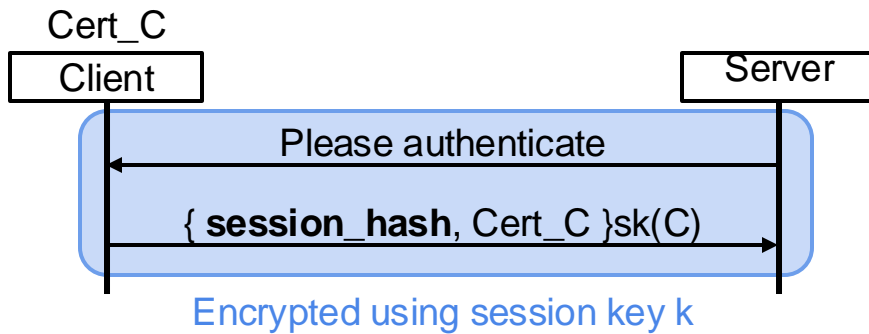 Cert_C
Client
Server
Please authenticate
{ session_hash, Cert_C }sk(C)
Encrypted using session key k